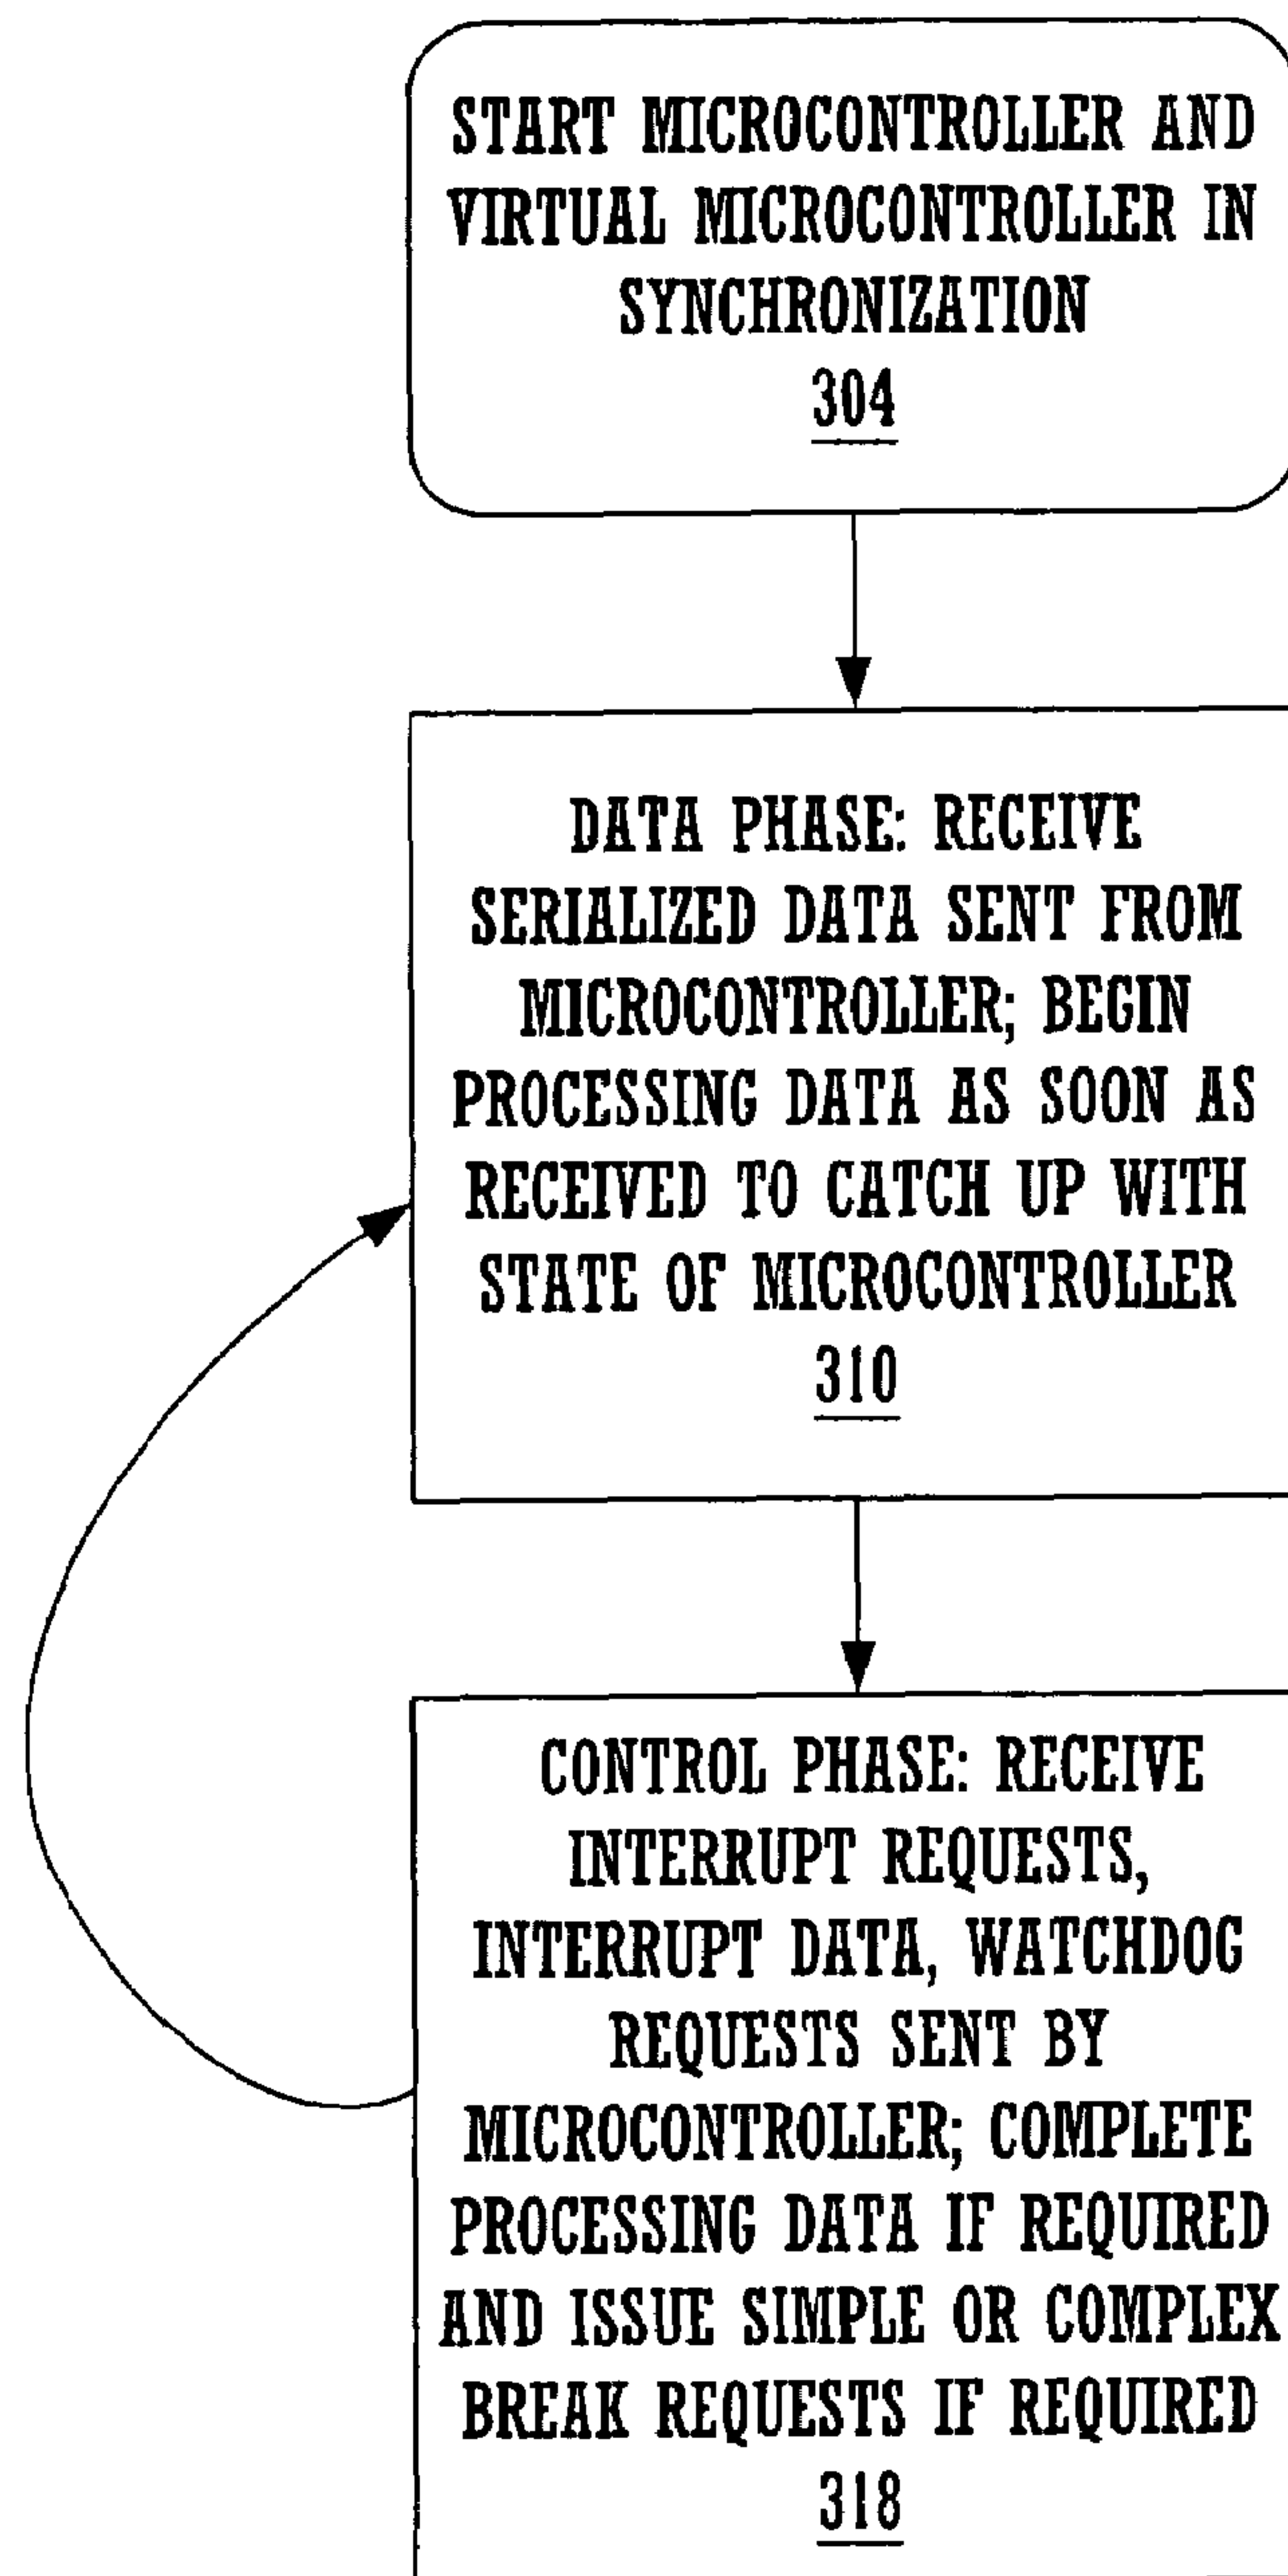 START MICROCONTROLLER AND
VIRTUAL MICROCONTROLLER IN
SYNCHRONIZATION
304
DATA PHASE: RECEIVE
SERIALIZED DATA SENT FROM
MICROCONTROLLER; BEGIN
PROCESSING DATA AS SOON AS
RECEIVED TO CATCH UP WITH
STATE OF MICROCONTROLLER
310
CONTROL PHASE: RECEIVE
INTERRUPT REQUESTS,
INTERRUPT DATA, WATCHDOG
REQUESTS SENT BY
MICROCONTROLLER; COMPLETE
PROCESSING DATA IF REQUIRED
AND ISSUE SIMPLE OR COMPLEX
BREAK REQUESTS IF REQUIRED
318